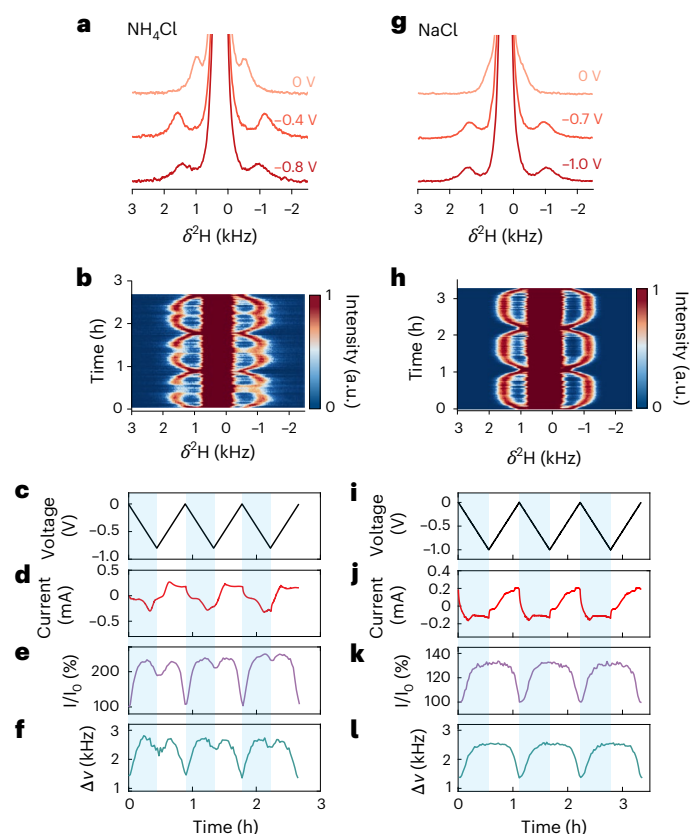 a NH₄Cl
0 V
−0.4 V
−0.8 V
3 2 1 0 −1 −2
δ²H (kHz)
b
Time (h)
3
2
1
0
1
0
Intensity (a.u.)
3 2 1 0 −1 −2
δ²H (kHz)
c
Voltage
(V)
0
−0.5
−1.0
d
Current
(mA)
0.5
0
−0.5
e
I/I₀ (%)
200
100
f
Δν (kHz)
3
2
1
0 1 2 3
Time (h)
g NaCl
0 V
−0.7 V
−1.0 V
3 2 1 0 −1 −2
δ²H (kHz)
h
Time (h)
3
2
1
0
1
0
Intensity (a.u.)
3 2 1 0 −1 −2
δ²H (kHz)
i
Voltage
(V)
0
−0.5
−1.0
j
Current
(mA)
0.4
0.2
0
−0.2
k
I/I₀ (%)
140
120
100
l
Δν (kHz)
3
2
1
0 1 2 3
Time (h)